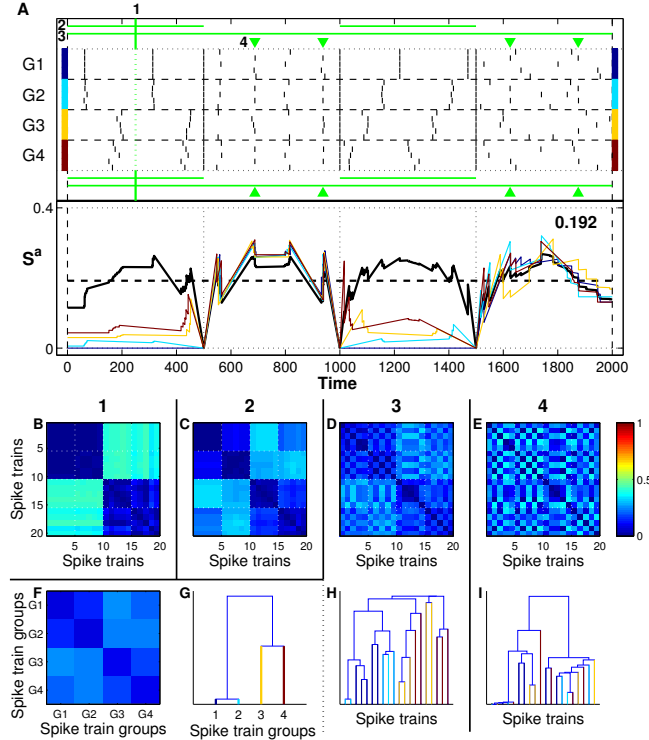 A
1
2
3
4
G1
G2
G3
G4
0.4
0.192
S^a
0
0 200 400 600 800 1000 1200 1400 1600 1800 2000
Time
1 2 3 4
B C D E
Spike trains
5
10
15
20
5 10 15 20
5 10 15 20
5 10 15 20
5 10 15 20
Spike trains Spike trains Spike trains Spike trains
1
0.5
0
F G H I
Spike train groups
G1
G2
G3
G4
G1 G2 G3 G4
1 2 3 4
Spike train groups Spike train groups Spike trains Spike trains